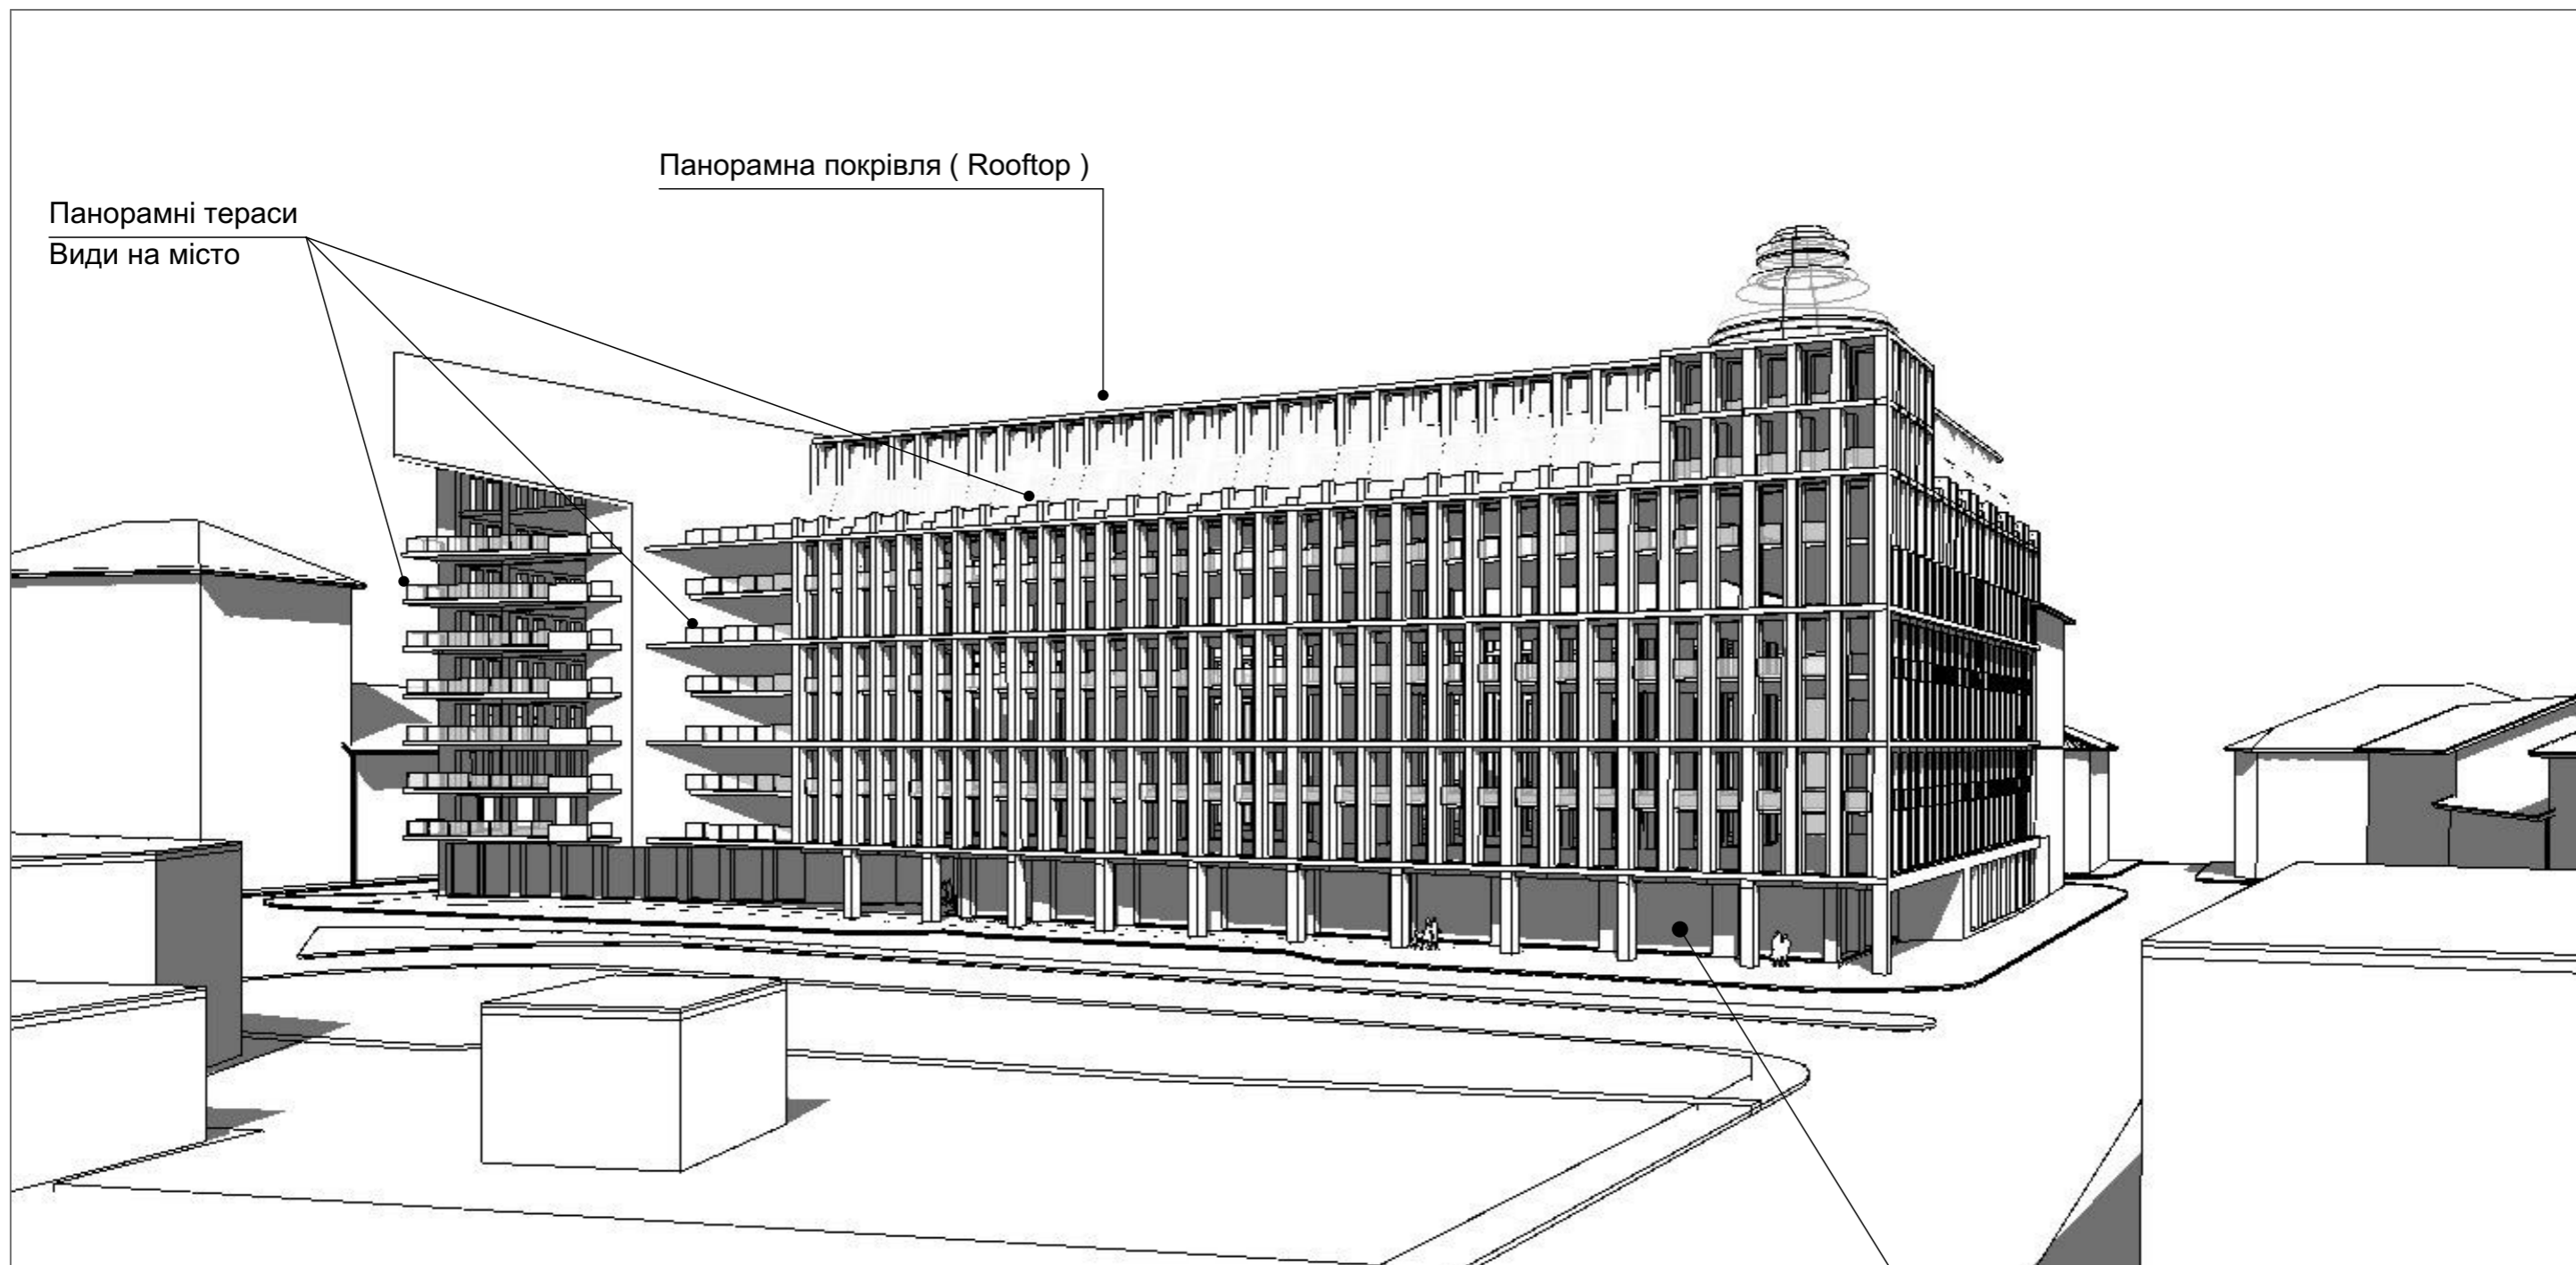 Панорамна покрівля ( Rooftop )
Панорамні тераси
Види на місто